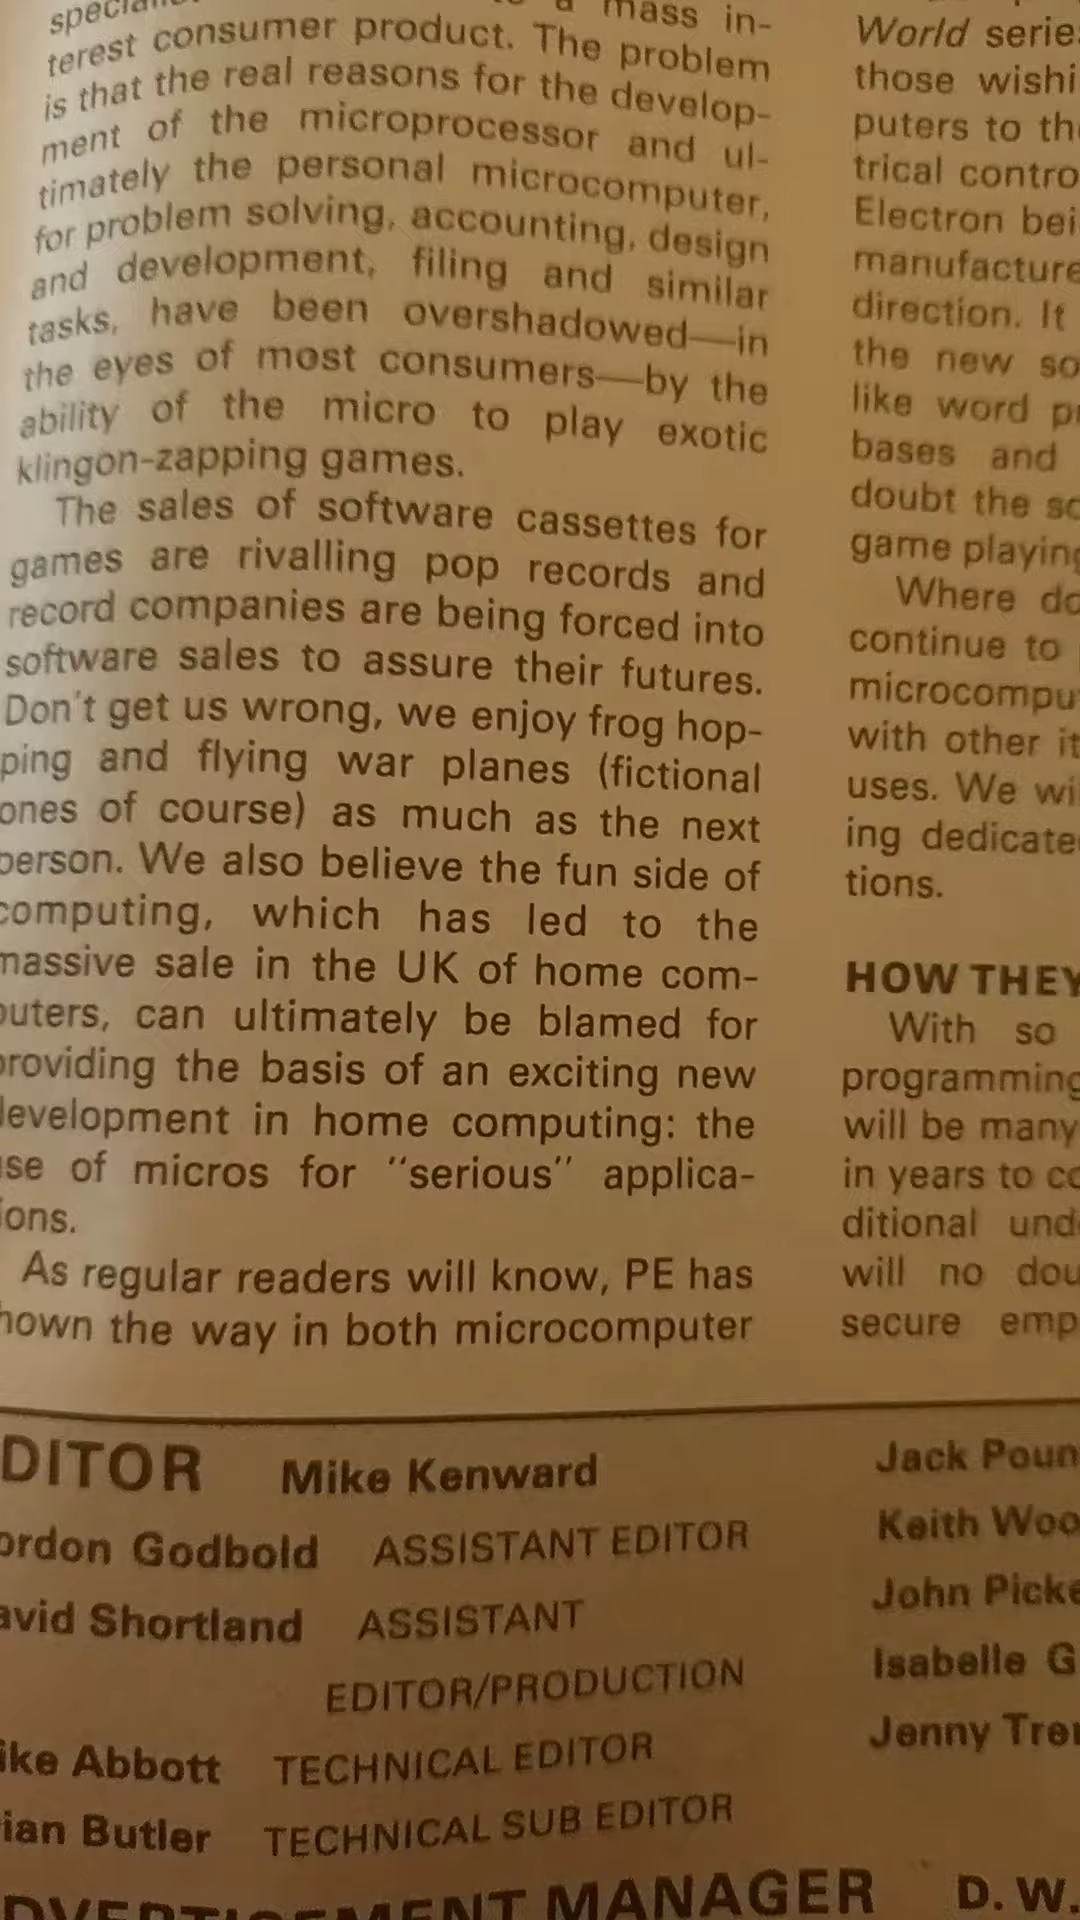 mass in-
terest consumer product. The problem
is that the real reasons for the develop-
ment of the microprocessor and ul-
timately the personal microcomputer,
for problem solving, accounting, design
and development, filing and similar
tasks, have been overshadowed—in
the eyes of most consumers—by the
ability of the micro to play exotic
klingon-zapping games.
The sales of software cassettes for
games are rivalling pop records and
record companies are being forced into
software sales to assure their futures.
Don't get us wrong, we enjoy frog hop-
ping and flying war planes (fictional
ones of course) as much as the next
person. We also believe the fun side of
computing, which has led to the
massive sale in the UK of home com-
puters, can ultimately be blamed for
providing the basis of an exciting new
development in home computing: the
use of micros for "serious" applica-
ions.
As regular readers will know, PE has
hown the way in both microcomputer
World serie
those wishi
puters to th
trical contro
Electron bei
manufacture
direction. It
the new so
like word p
bases and
doubt the so
game playing
Where do
continue to
microcompu
with other it
uses. We wi
ing dedicate
tions.
HOW THEY
With so
programming
will be many
in years to co
ditional und
will no dou
secure emp
DITOR Mike Kenward
ordon Godbold ASSISTANT EDITOR
avid Shortland ASSISTANT
EDITOR/PRODUCTION
ike Abbott TECHNICAL EDITOR
ian Butler TECHNICAL SUB EDITOR
DVERTISEMENT MANAGER D. W.
Jack Poun
Keith Woo
John Picke
Isabelle G
Jenny Tre